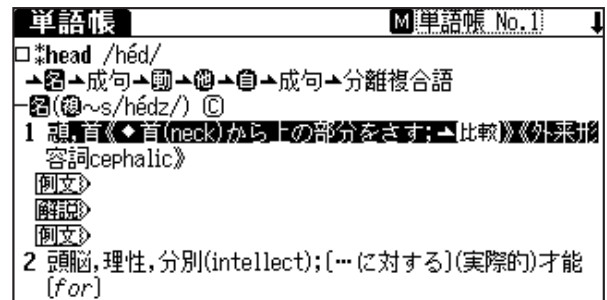 単語帳 M 単語帳 No.1
*head /héd/
名 成句 動 他 自 成句 分離複合語
名(複~s/hédz/) C
1 頭,首《◆首(neck)から上の部分をさす;比較》《外来形
容詞cephalic》
例文
解説
例文
2 頭脳,理性,分別(intellect);[…に対する](実際的)才能
[for]